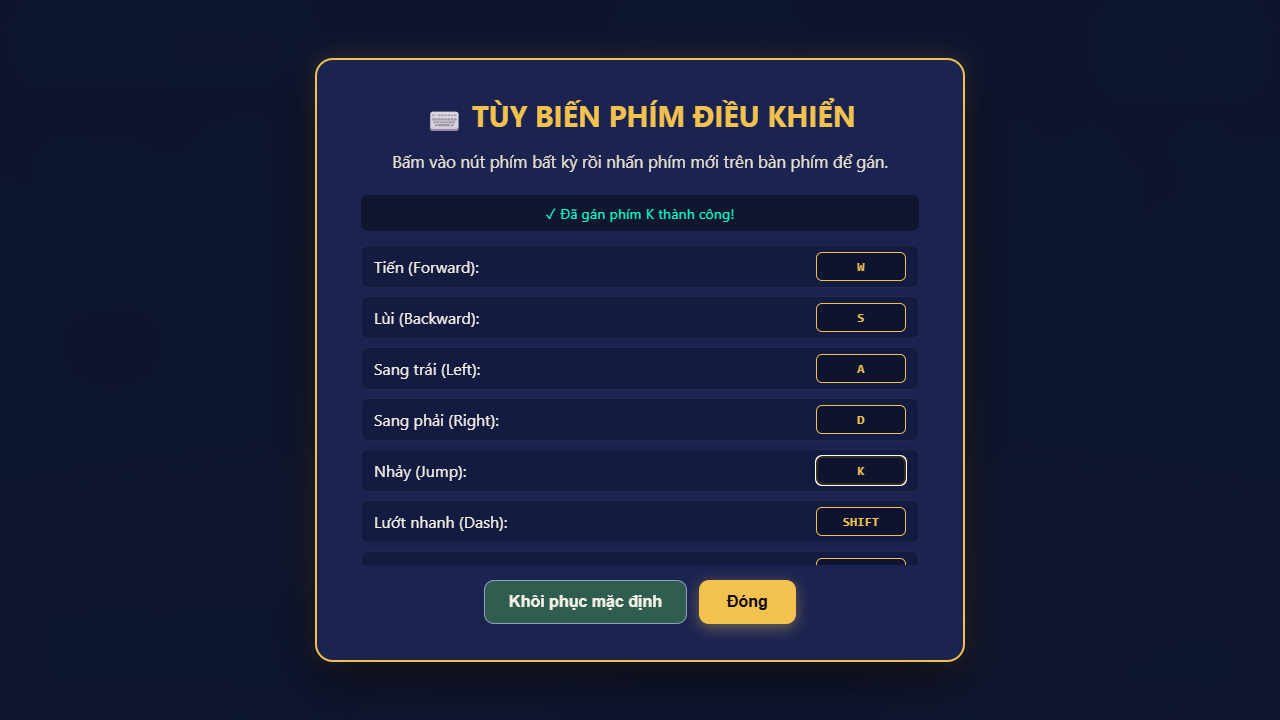 TÙY BIẾN PHÍM ĐIỀU KHIỂN
Bấm vào nút phím bất kỳ rồi nhấn phím mới trên bàn phím để gán.
✓ Đã gán phím K thành công!
Tiến (Forward): W
Lùi (Backward): S
Sang trái (Left): A
Sang phải (Right): D
Nhảy (Jump): K
Lướt nhanh (Dash): SHIFT
Khôi phục mặc định Đóng